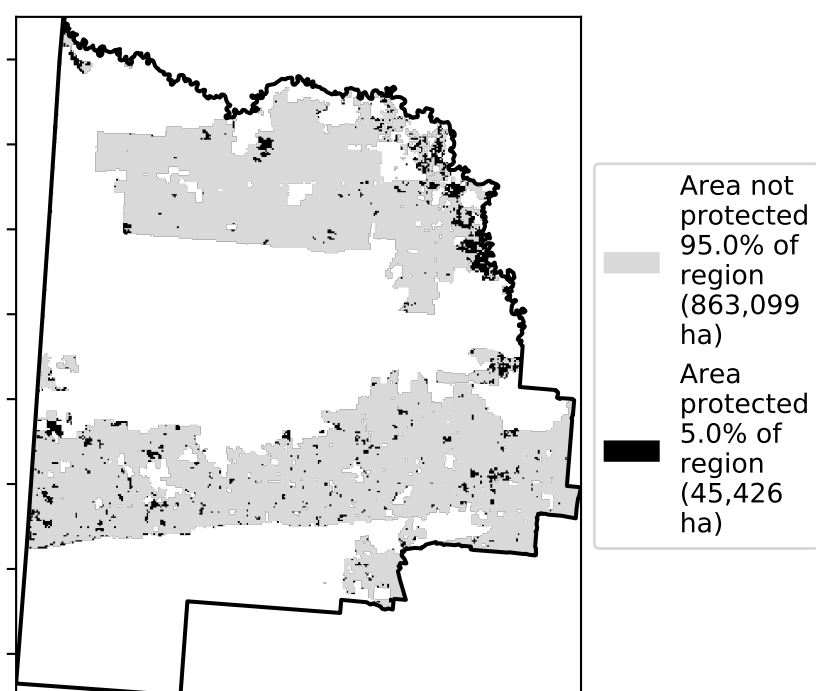 Area not
protected
95.0% of
region
(863,099
ha)
Area
protected
5.0% of
region
(45,426
ha)